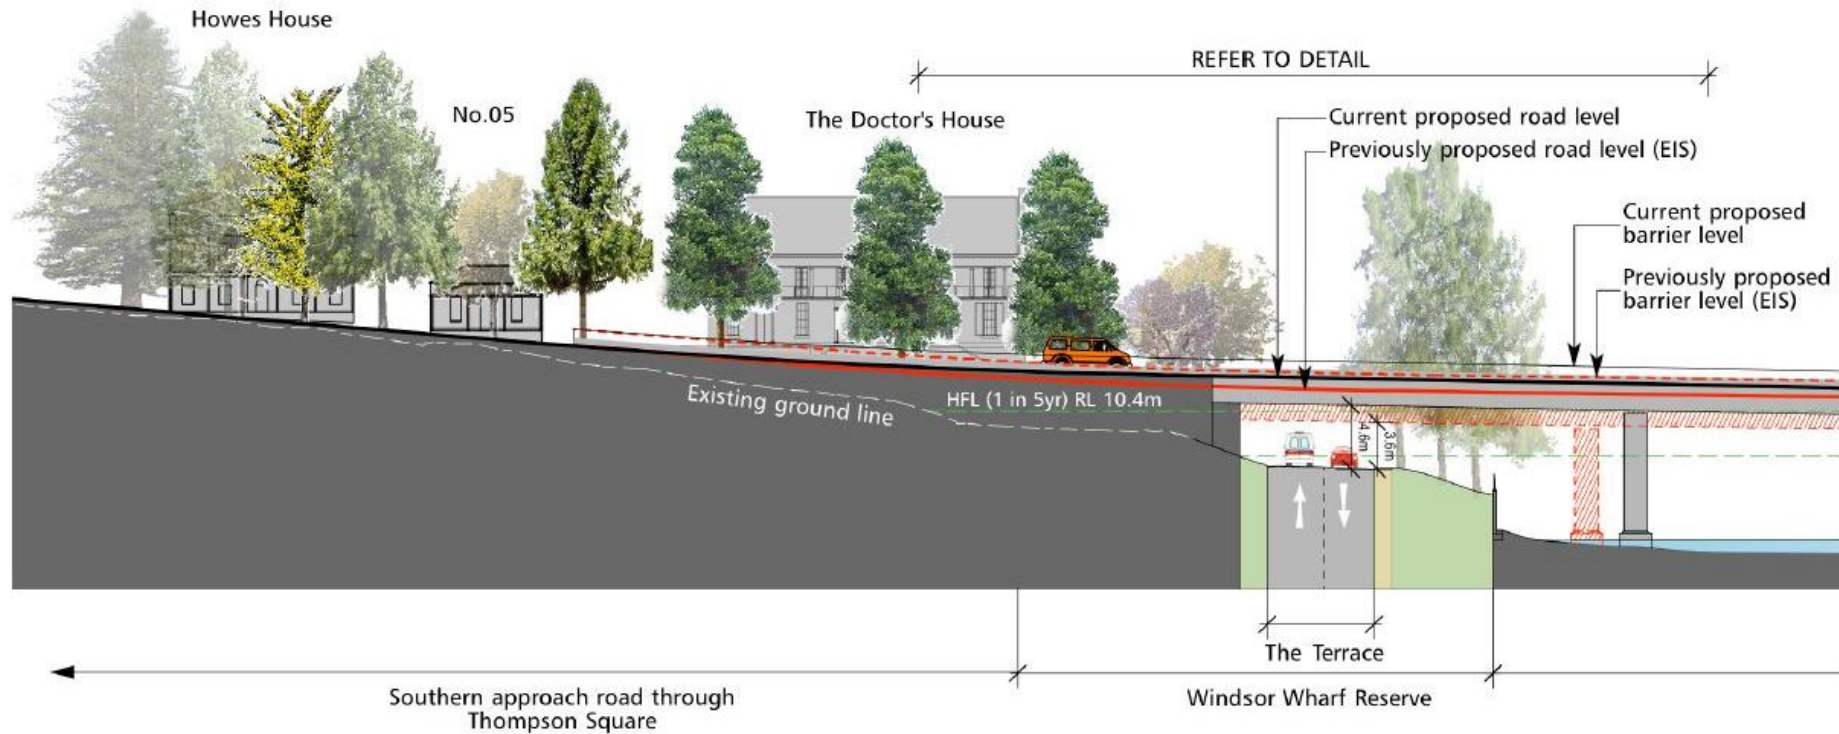 Howes House
No.05
The Doctor's House
REFER TO DETAIL
Current proposed road level
Previously proposed road level (EIS)
Current proposed
barrier level
Previously proposed
barrier level (EIS)
Existing ground line
HFL (1 in 5yr) RL 10.4m
4.6m
3.6m
The Terrace
Southern approach road through
Thompson Square
Windsor Wharf Reserve